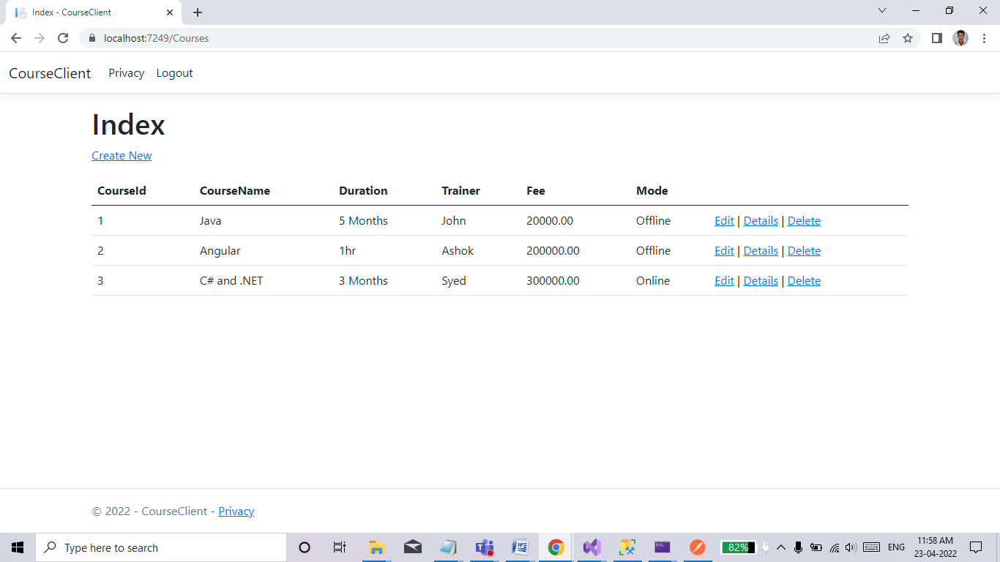 Index - CourseClient
localhost:7249/Courses
CourseClient Privacy Logout
Index
Create New
CourseId CourseName Duration Trainer Fee Mode
1 Java 5 Months John 20000.00 Offline Edit | Details | Delete
2 Angular 1hr Ashok 200000.00 Offline Edit | Details | Delete
3 C# and .NET 3 Months Syed 300000.00 Online Edit | Details | Delete
© 2022 - CourseClient - Privacy
Type here to search 82% ENG 11:58 AM
23-04-2022